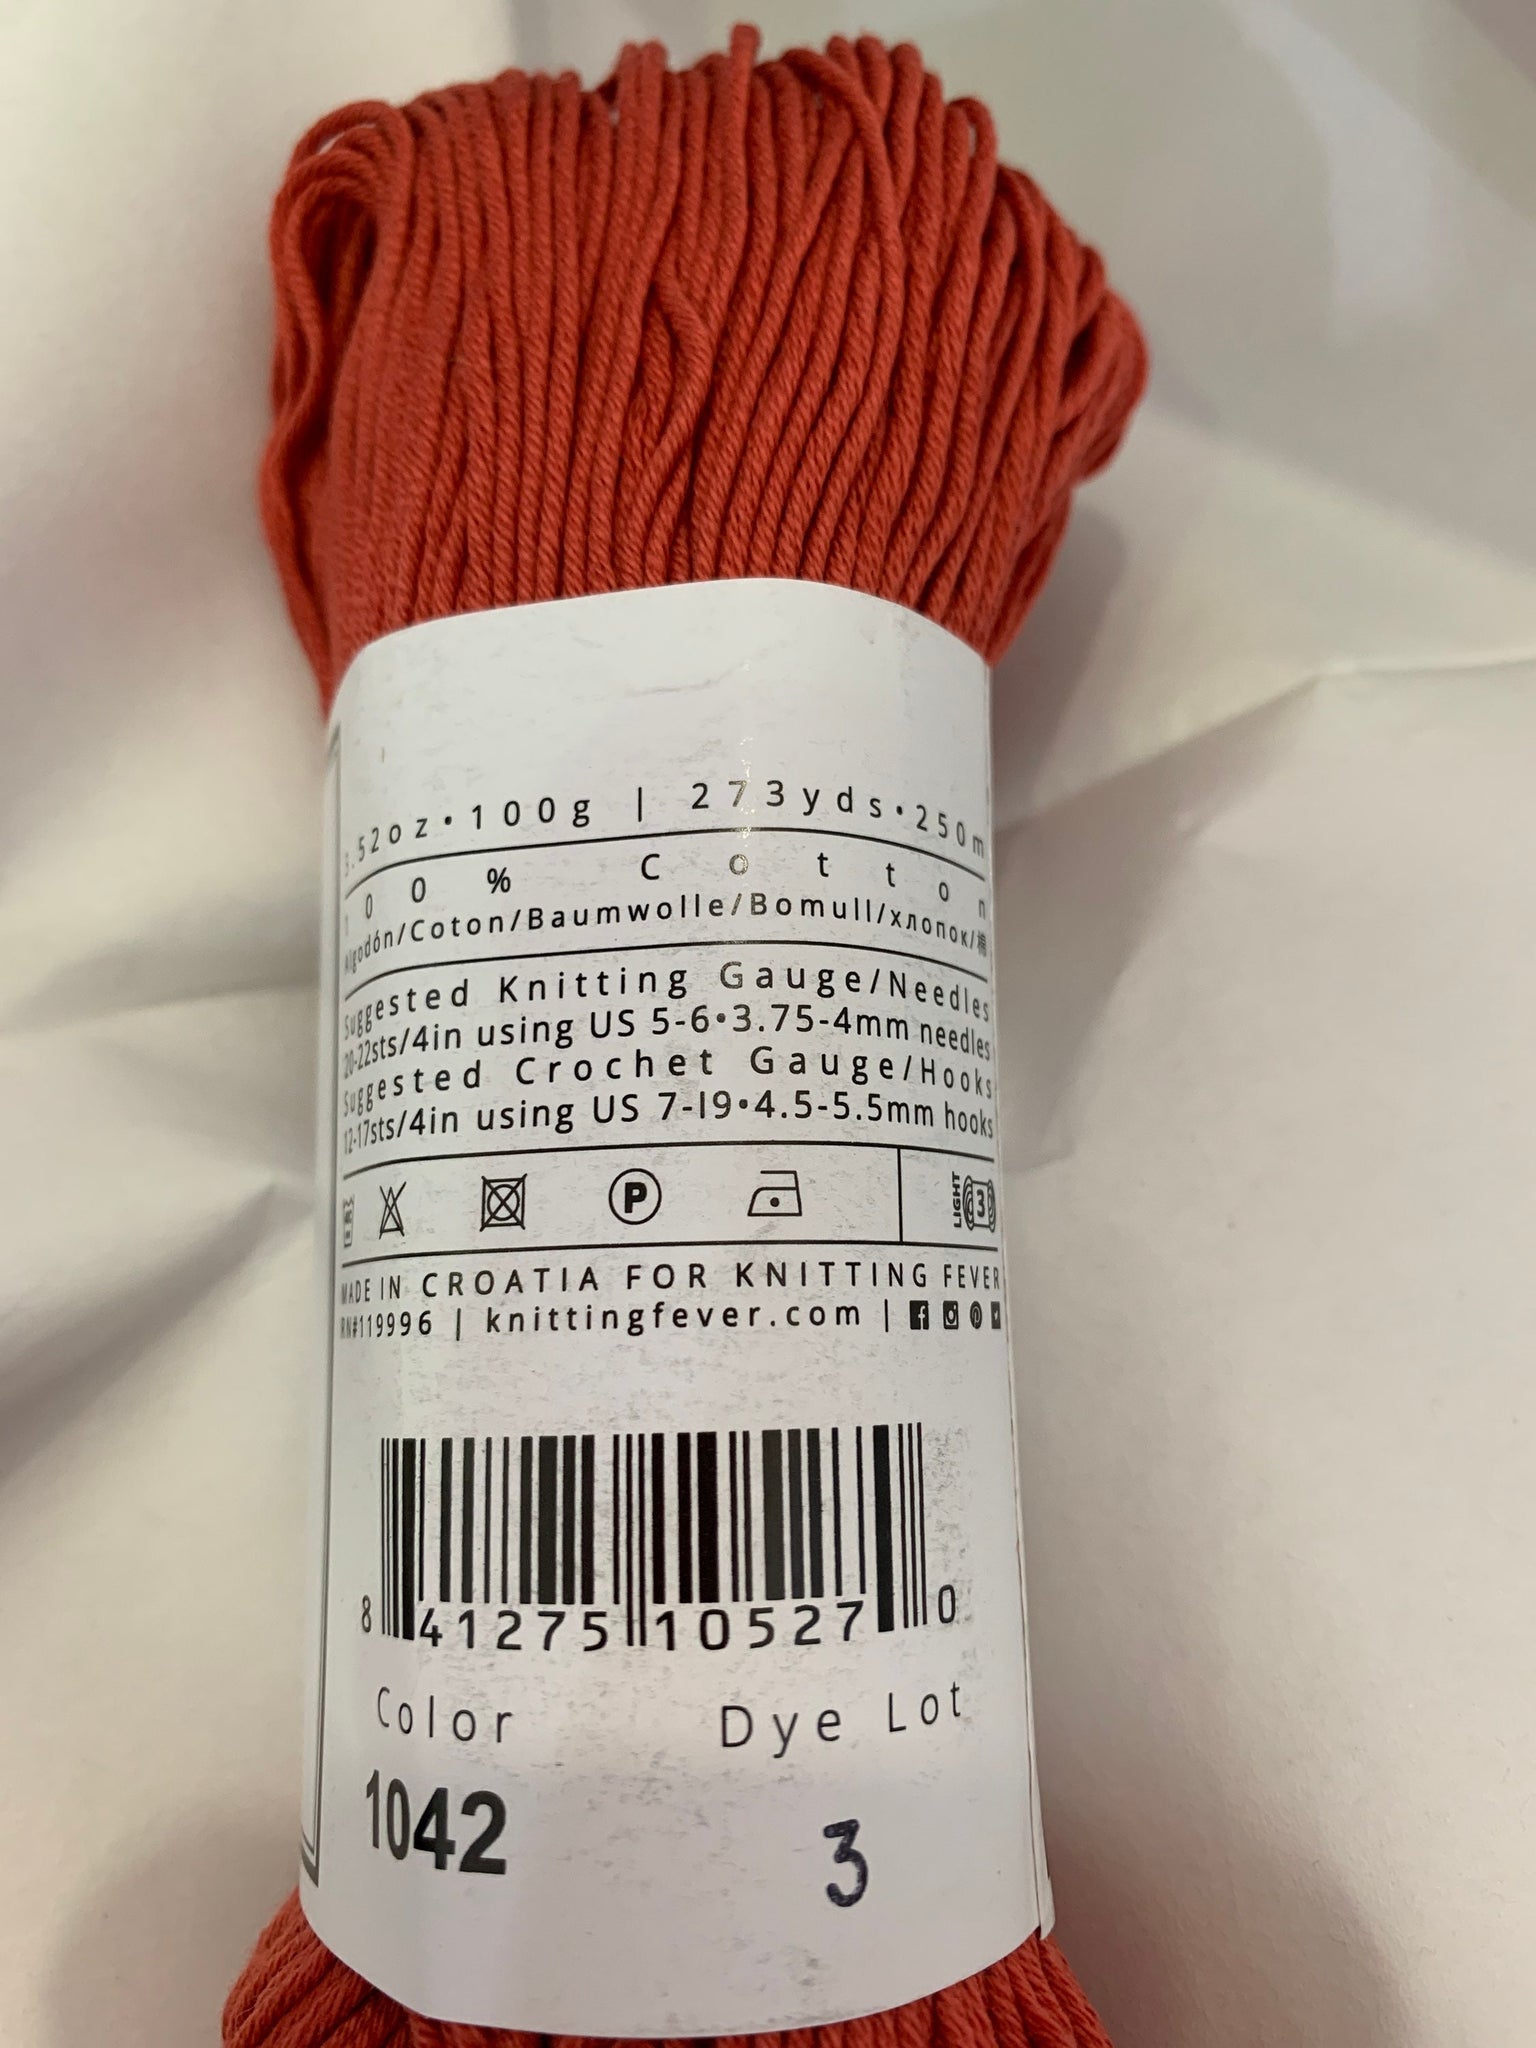 3.52oz•100g | 273yds•250m
100% Cotton
Algodón/Coton/Baumwolle/Bomull/хлопок/綿
Suggested Knitting Gauge/Needles
20-22sts/4in using US 5-6•3.75-4mm needles
Suggested Crochet Gauge/Hooks
12-17sts/4in using US 7-I9•4.5-5.5mm hooks
P
LIGHT 3
MADE IN CROATIA FOR KNITTING FEVER
RN#119996 | knittingfever.com |
8 41275 10527 0
Color Dye Lot
1042 3